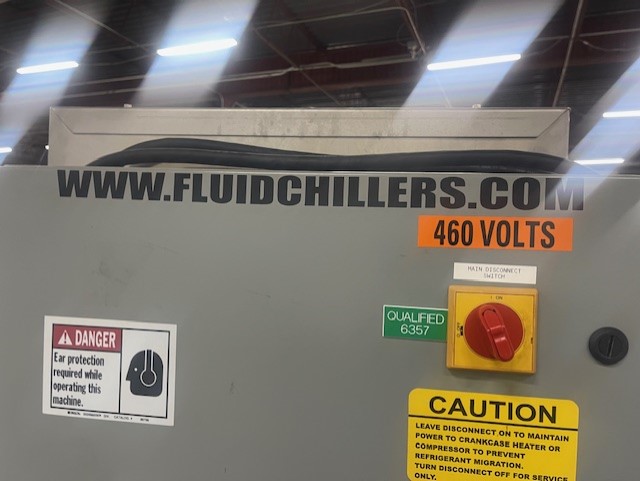 WWW.FLUIDCHILLERS.COM
460 VOLTS
MAIN DISCONNECT
SWITCH
I ON
QUALIFIED
6357
DANGER
Ear protection
required while
operating this
machine.
CAUTION
LEAVE DISCONNECT ON TO MAINTAIN
POWER TO CRANKCASE HEATER OR
COMPRESSOR TO PREVENT
REFRIGERANT MIGRATION.
TURN DISCONNECT OFF FOR SERVICE
ONLY.